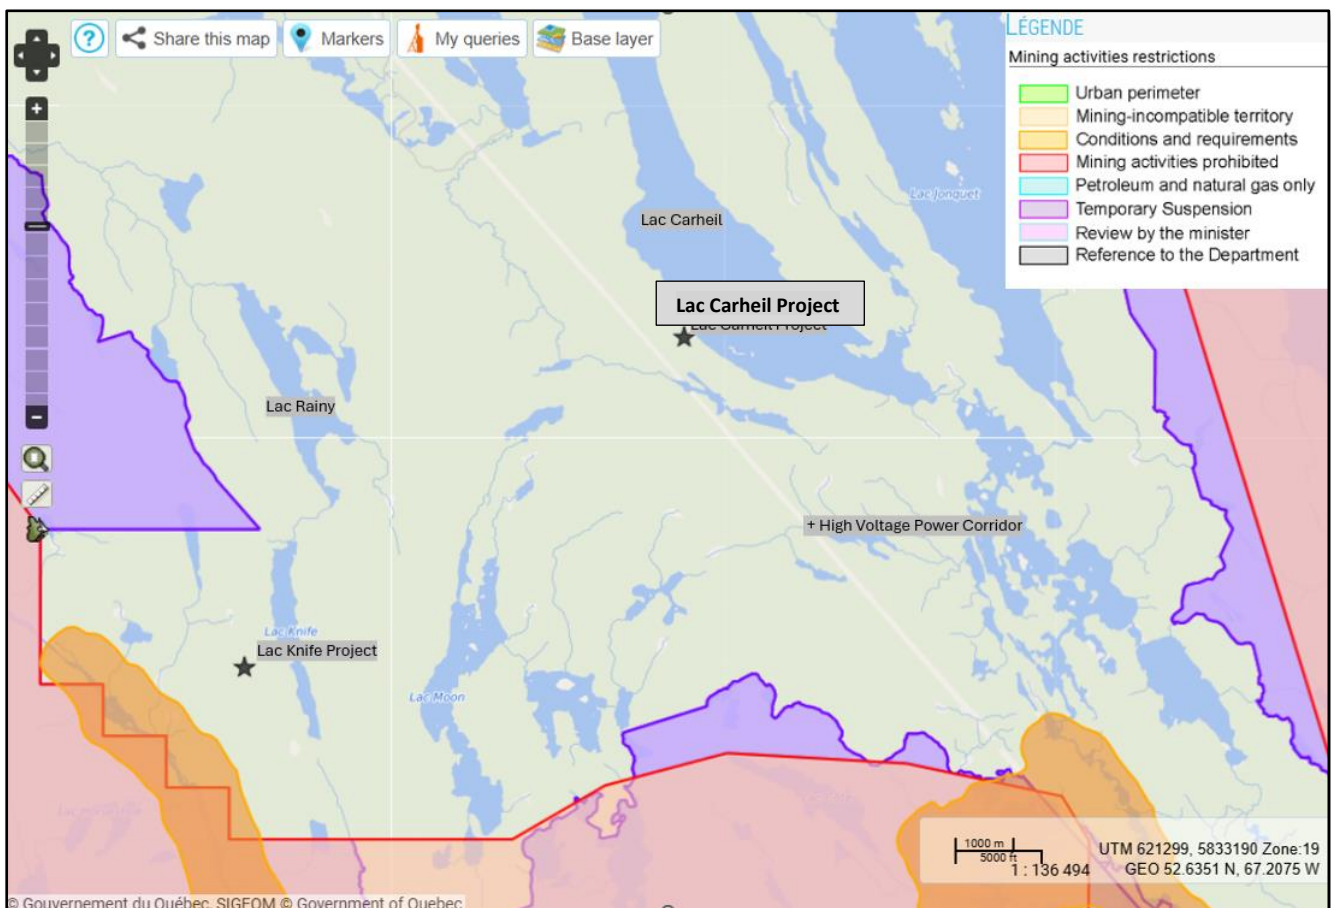 Share this map
Markers
My queries
Base layer
LÉGENDE
Mining activities restrictions
Urban perimeter
Mining-incompatible territory
Conditions and requirements
Mining activities prohibited
Petroleum and natural gas only
Temporary Suspension
Review by the minister
Reference to the Department
?
+
−
Lac Jonquet
Lac Carheil
Lac Carheil Project
Lac Carheil Project
Lac Rainy
+ High Voltage Power Corridor
Lac Knife
Lac Knife Project
Lac Moon
1000 m
5000 ft
1 : 136 494
UTM 621299, 5833190 Zone:19
GEO 52.6351 N, 67.2075 W
© Gouvernement du Québec, SIGEOM © Government of Quebec